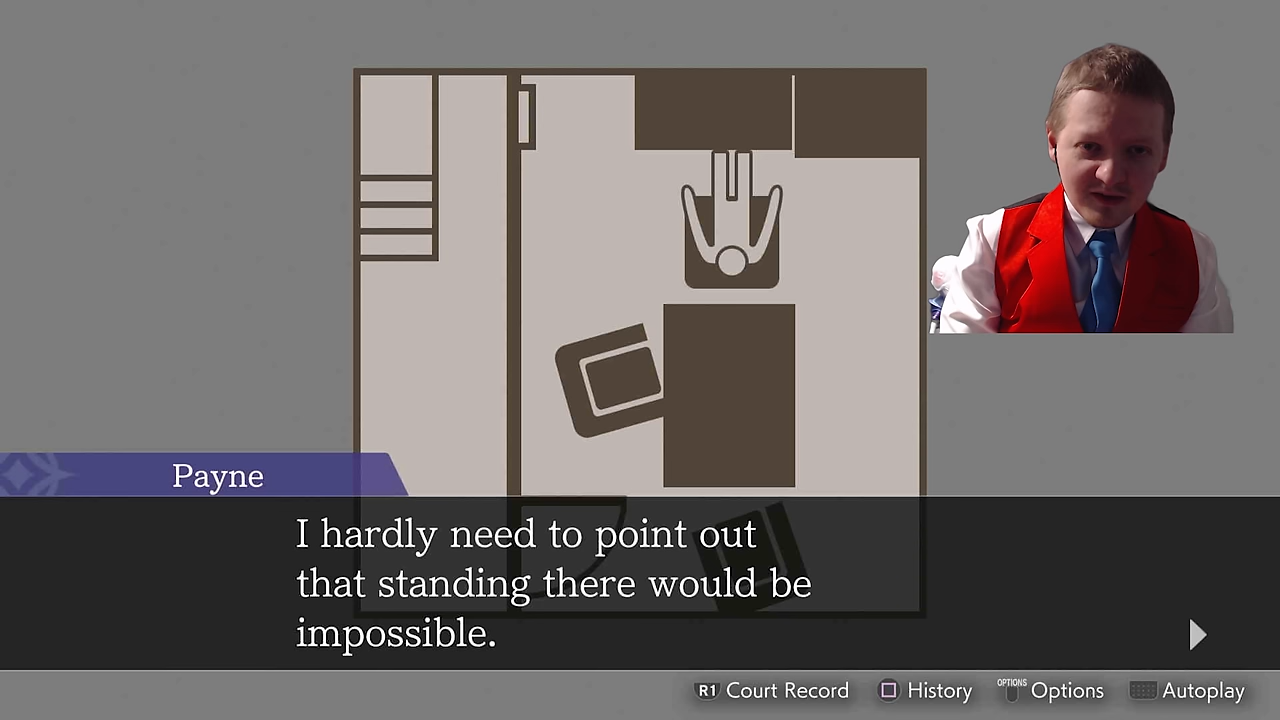 Payne
I hardly need to point out
that standing there would be
impossible.
R1 Court Record
History
OPTIONS Options
Autoplay